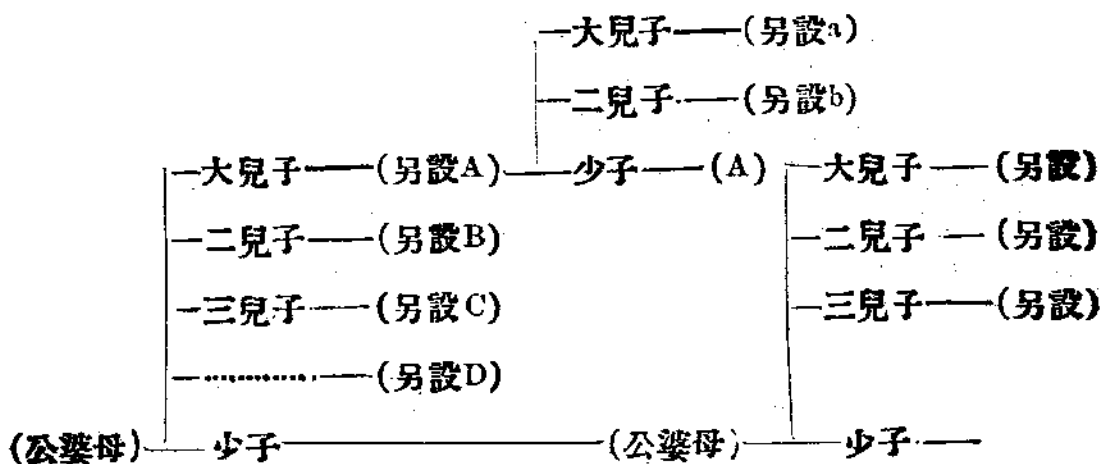 大兒子 (另設a)
二兒子 (另設b)
大兒子 (另設A) 少子 (A) 大兒子 (另設)
二兒子 (另設B) 二兒子 (另設)
三兒子 (另設C) 三兒子 (另設)
……… (另設D)
(公婆母) 少子 (公婆母) 少子